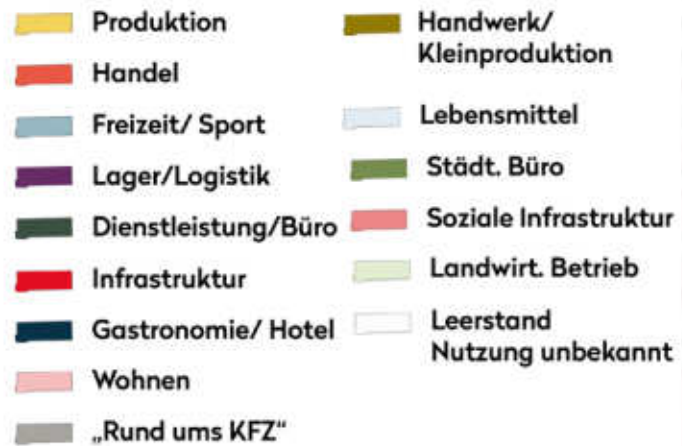 Produktion
Handel
Freizeit/ Sport
Lager/Logistik
Dienstleistung/Büro
Infrastruktur
Gastronomie/ Hotel
Wohnen
„Rund ums KFZ“
Handwerk/
Kleinproduktion
Lebensmittel
Städt. Büro
Soziale Infrastruktur
Landwirt. Betrieb
Leerstand
Nutzung unbekannt